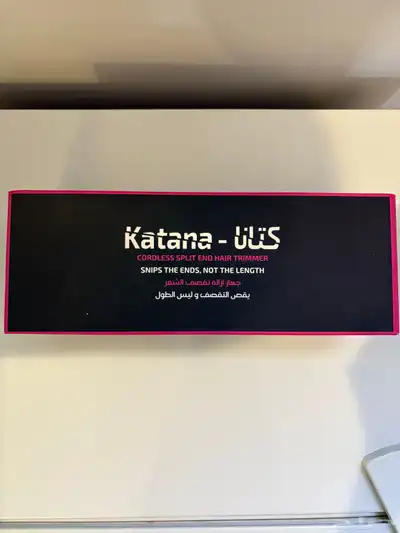 Katana - كتانا
CORDLESS SPLIT END HAIR TRIMMER
SNIPS THE ENDS, NOT THE LENGTH
جهاز ازالة تقصف الشعر
يقص التقصف و ليس الطول